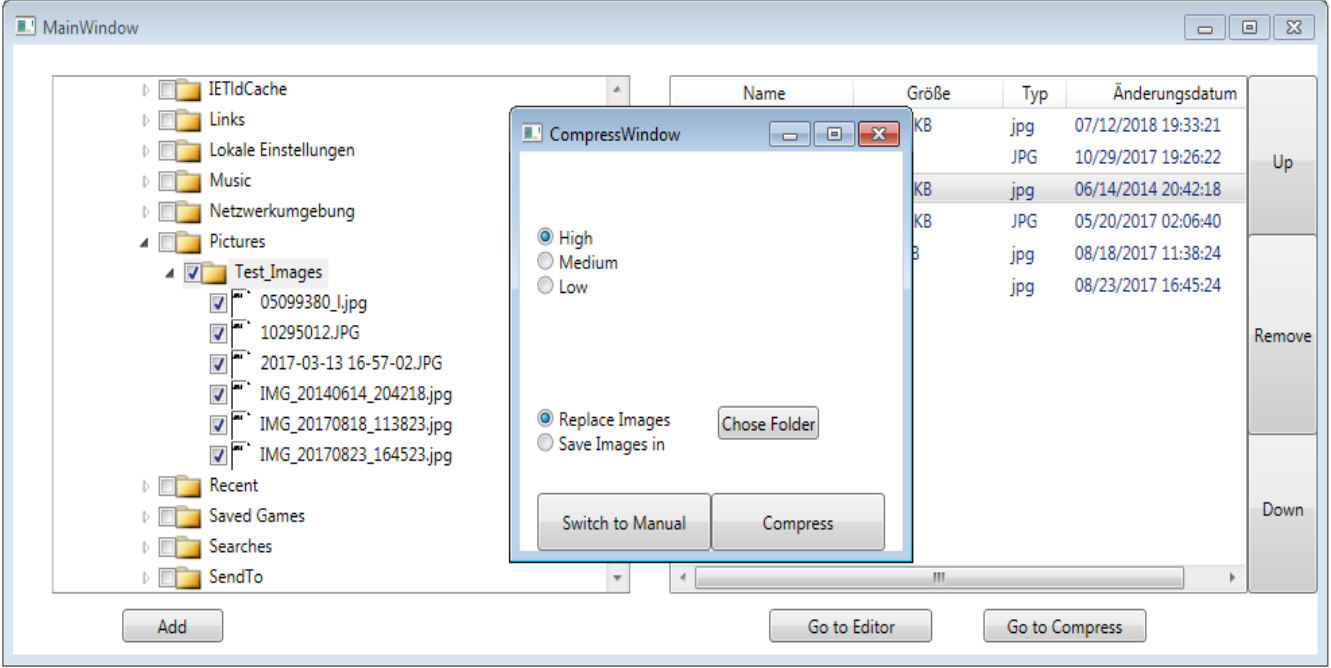 MainWindow
IETldCache
Links
Lokale Einstellungen
Music
Netzwerkumgebung
Pictures
Test_Images
05099380_l.jpg
10295012.JPG
2017-03-13 16-57-02.JPG
IMG_20140614_204218.jpg
IMG_20170818_113823.jpg
IMG_20170823_164523.jpg
Recent
Saved Games
Searches
SendTo
Add
CompressWindow
High
Medium
Low
Replace Images
Chose Folder
Save Images in
Switch to Manual Compress
Name Größe Typ Änderungsdatum
KB jpg 07/12/2018 19:33:21
JPG 10/29/2017 19:26:22
KB jpg 06/14/2014 20:42:18
KB JPG 05/20/2017 02:06:40
jpg 08/18/2017 11:38:24
jpg 08/23/2017 16:45:24
Up
Remove
Down
Go to Editor Go to Compress